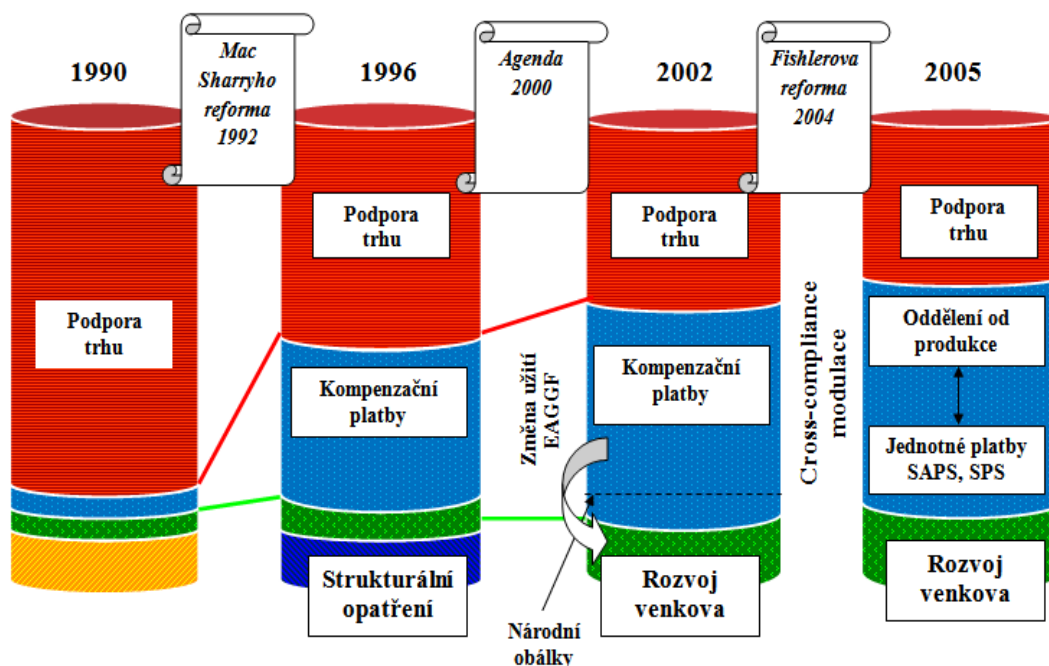 1990
Mac
Sharryho
reforma
1992
1996
Agenda
2000
2002
Fishlerova
reforma
2004
2005
Podpora
trhu
Podpora
trhu
Podpora
trhu
Podpora
trhu
Kompenzační
platby
Změna užití
EAGGF
Kompenzační
platby
Cross-compliance
modulace
Oddělení od
produkce
Jednotné platby
SAPS, SPS
Strukturální
opatření
Národní
obálky
Rozvoj
venkova
Rozvoj
venkova